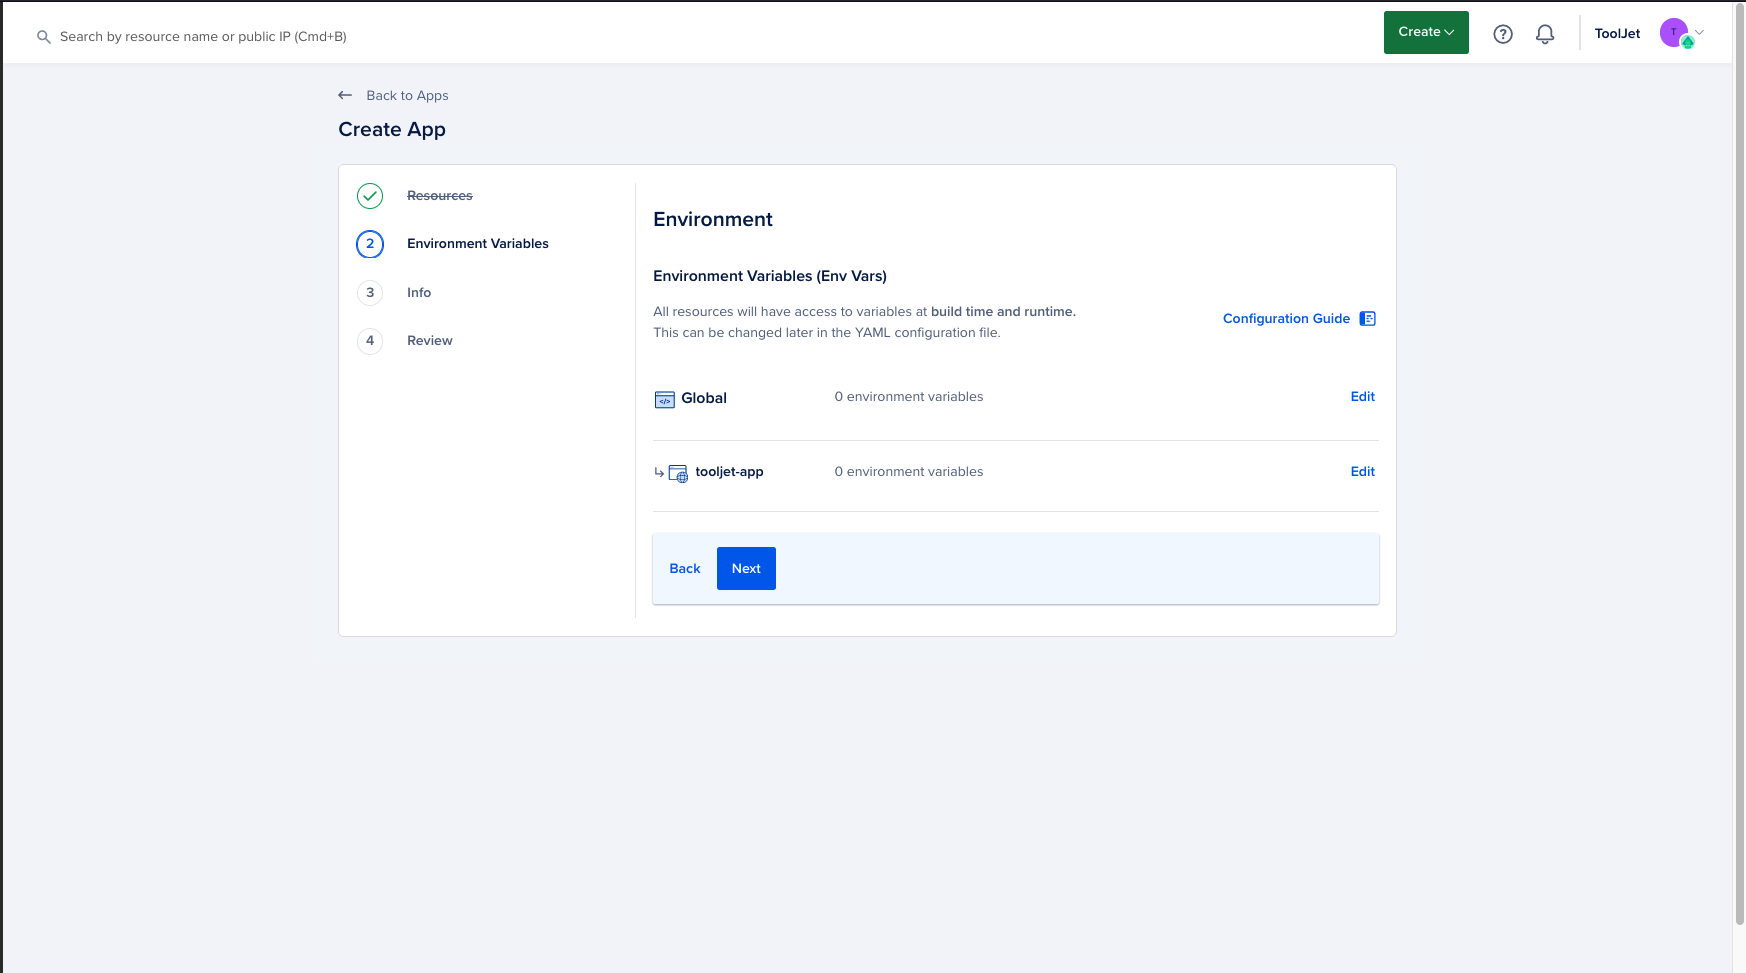 Search by resource name or public IP (Cmd+B)
Create
ToolJet
T
Back to Apps
Create App
Resources
2 Environment Variables
3 Info
4 Review
Environment
Environment Variables (Env Vars)
All resources will have access to variables at build time and runtime.
This can be changed later in the YAML configuration file.
Configuration Guide
Global 0 environment variables Edit
tooljet-app 0 environment variables Edit
Back Next